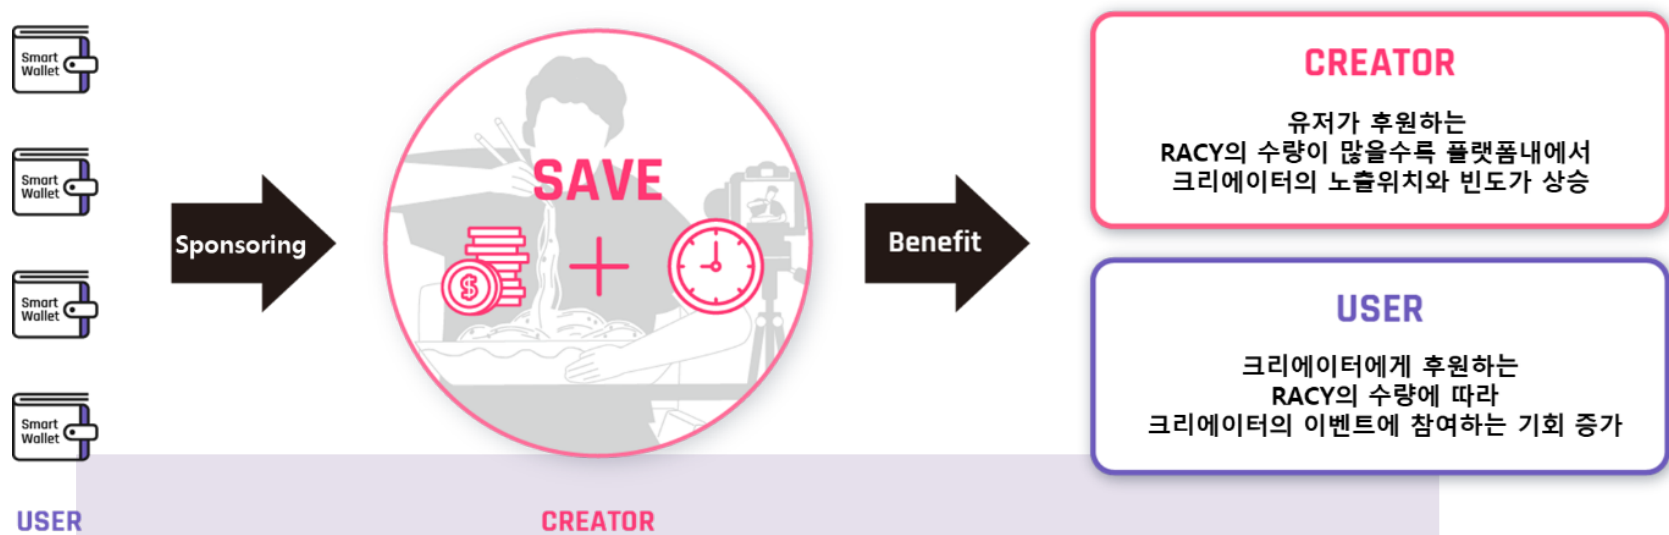 Smart
Wallet
Smart
Wallet
Smart
Wallet
Smart
Wallet
USER
Sponsoring
SAVE
$
CREATOR
Benefit
CREATOR
유저가 후원하는
RACY의 수량이 많을수록 플랫폼내에서
크리에이터의 노출위치와 빈도가 상승
USER
크리에이터에게 후원하는
RACY의 수량에 따라
크리에이터의 이벤트에 참여하는 기회 증가